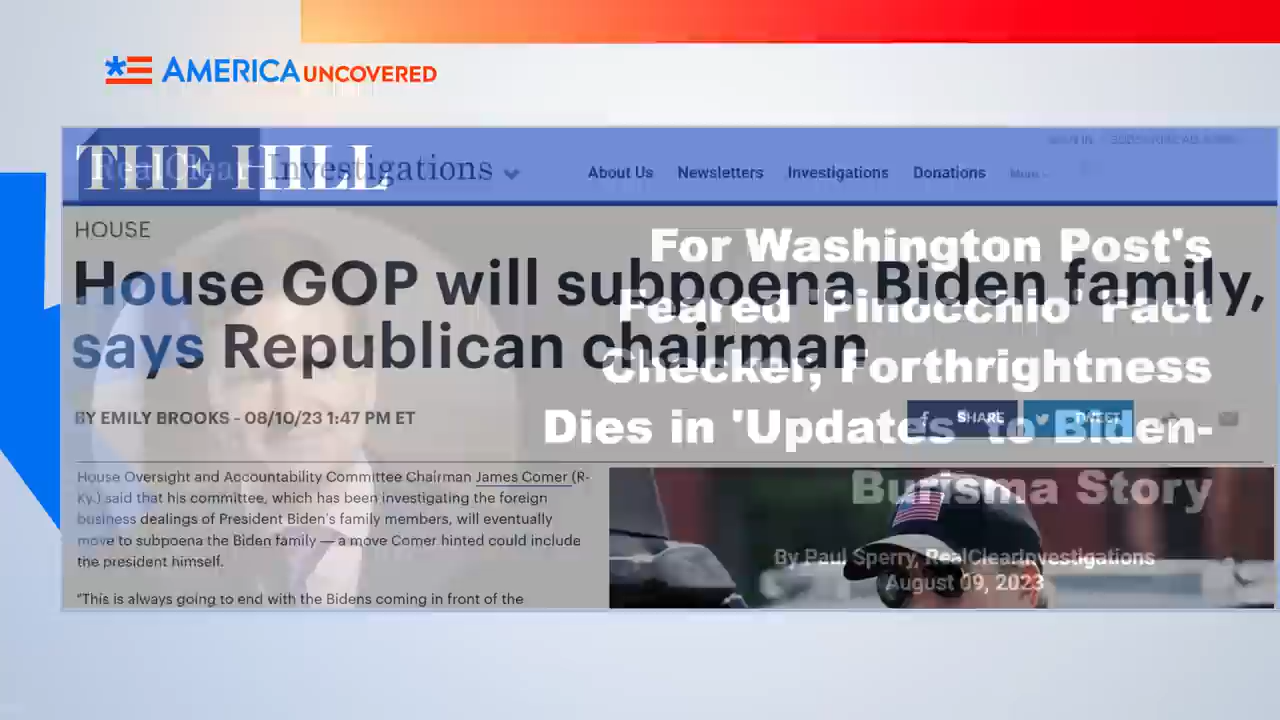 AMERICA UNCOVERED
THE HILL
RealClear Investigations
About Us Newsletters Investigations Donations More
HOUSE
House GOP will subpoena Biden family,
says Republican chairman
BY EMILY BROOKS - 08/10/23 1:47 PM ET
SHARE TWEET
House Oversight and Accountability Committee Chairman James Comer (R-
Ky.) said that his committee, which has been investigating the foreign
business dealings of President Biden's family members, will eventually
move to subpoena the Biden family — a move Comer hinted could include
the president himself.
"This is always going to end with the Bidens coming in front of the
For Washington Post's
Feared 'Pinocchio' Fact
Checker, Forthrightness
Dies in 'Updates' to Biden-
Burisma Story
By Paul Sperry, RealClearInvestigations
August 09, 2023